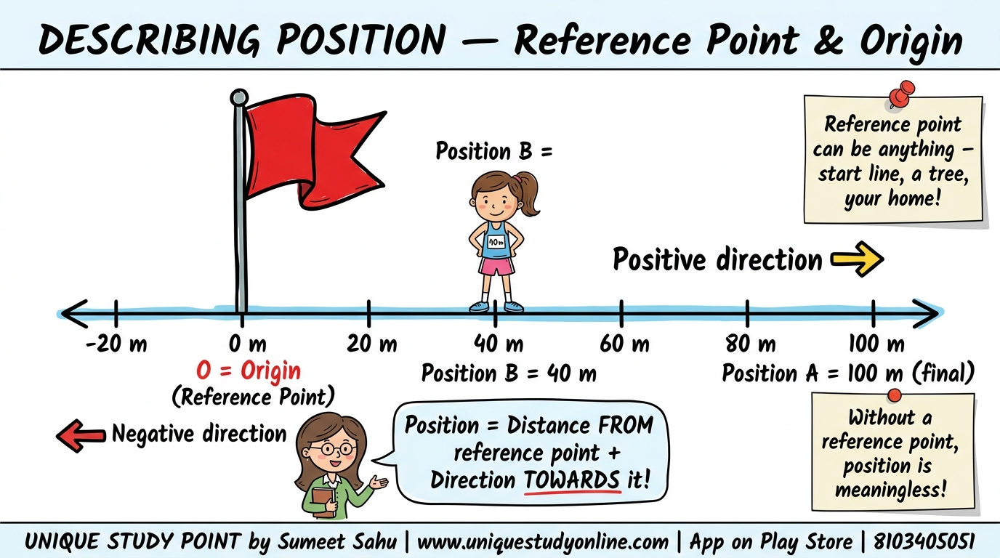 DESCRIBING POSITION — Reference Point & Origin
Reference point
can be anything –
start line, a tree,
your home!
Position B =
40 m
Positive direction
-20 m 0 m 20 m 40 m 60 m 80 m 100 m
O = Origin
(Reference Point)
Position B = 40 m
Position A = 100 m (final)
Negative direction
Position = Distance FROM
reference point +
Direction TOWARDS it!
Without a
reference point,
position is
meaningless!
UNIQUE STUDY POINT by Sumeet Sahu | www.uniquestudyonline.com | App on Play Store | 8103405051